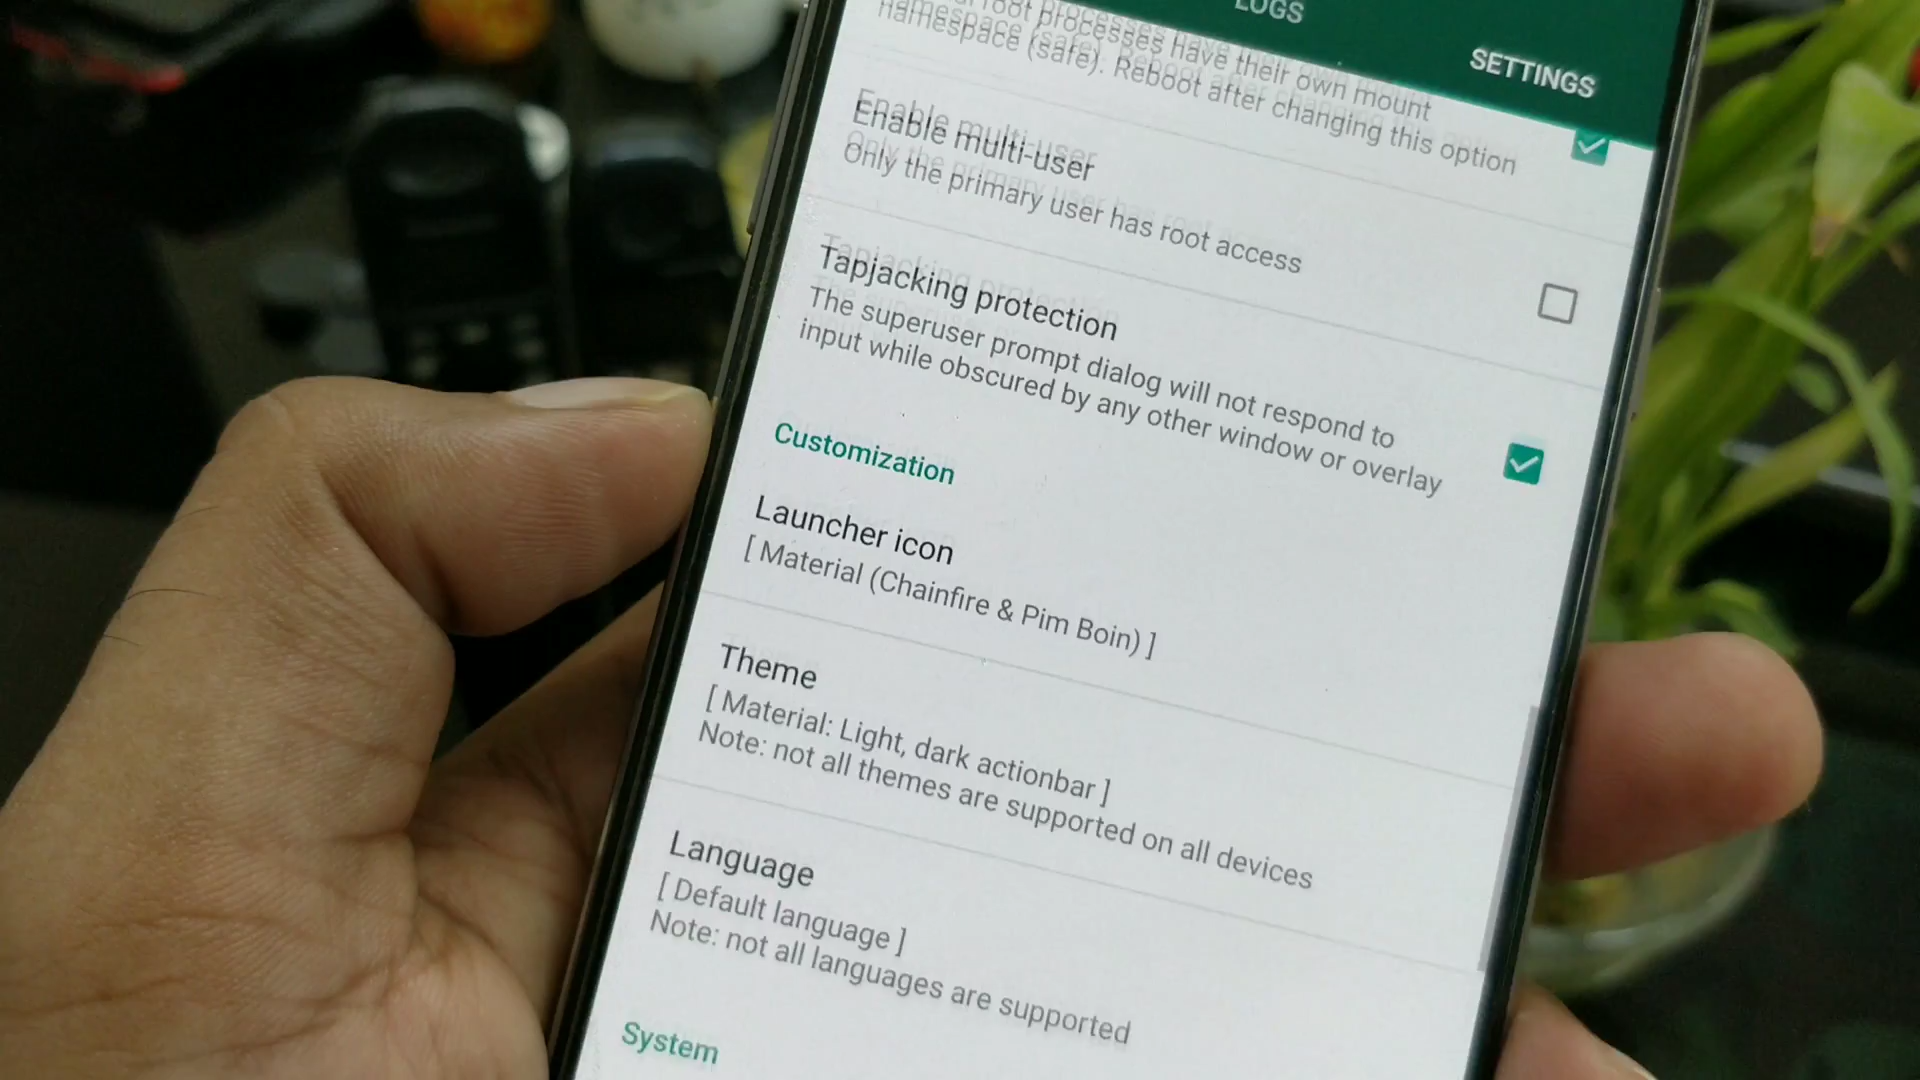 LOGS
SETTINGS
root processes have their own mount
namespace (safe). Reboot after changing this option
Enable multi-user
Only the primary user has root access
Tapjacking protection
The superuser prompt dialog will not respond to
input while obscured by any other window or overlay
Customization
Launcher icon
[ Material (Chainfire & Pim Boin) ]
Theme
[ Material: Light, dark actionbar ]
Note: not all themes are supported on all devices
Language
[ Default language ]
Note: not all languages are supported
System